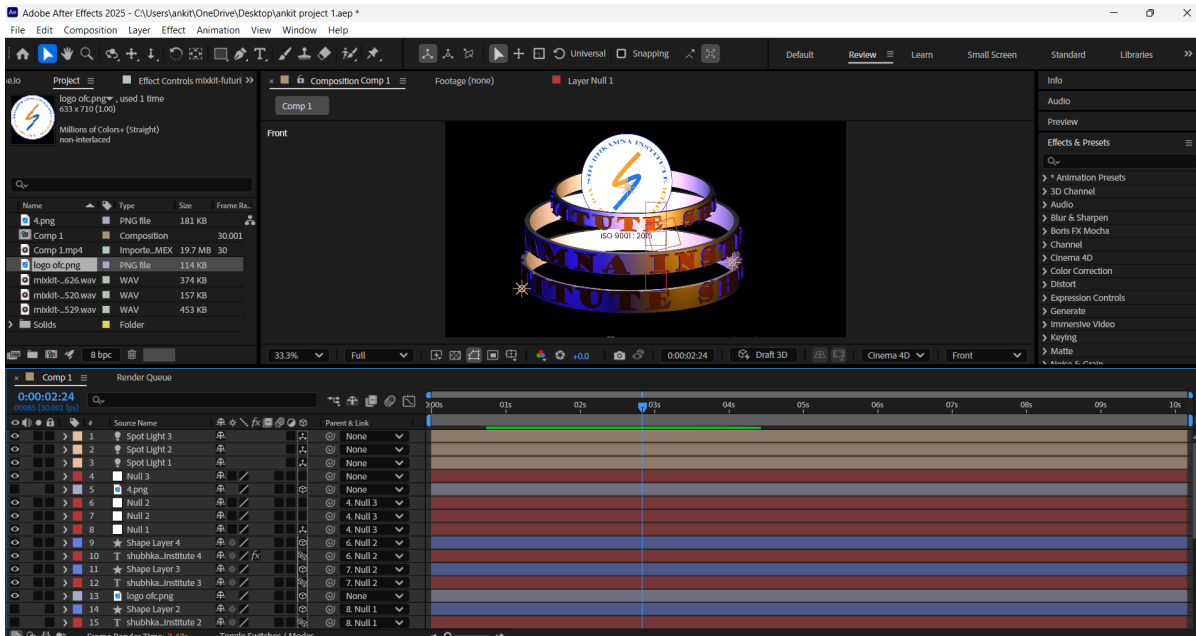 Adobe After Effects 2025 - C:\Users\ankit\OneDrive\Desktop\ankit project 1.aep *
File Edit Composition Layer Effect Animation View Window Help
Universal Snapping Default Review Learn Small Screen Standard Libraries
Project Effect Controls mixkit-futuri Composition Comp 1 Footage (none) Layer Null 1 Info
logo ofc.png , used 1 time
633 x 710 (1.00)
Millions of Colors+ (Straight)
non-interlaced
Comp 1
Front
ISO 9001 : 2015
Audio
Preview
Effects & Presets
* Animation Presets
3D Channel
Audio
Blur & Sharpen
Boris FX Mocha
Channel
Cinema 4D
Color Correction
Distort
Expression Controls
Generate
Immersive Video
Keying
Matte
Noise & Grain
Name Type Size Frame Ra..
4.png PNG file 181 KB
Comp 1 Composition 30.001
Comp 1.mp4 Importe..MEX 19.7 MB 30
logo ofc.png PNG file 114 KB
mixkit-...626.wav WAV 374 KB
mixkit-...520.wav WAV 157 KB
mixkit-...529.wav WAV 453 KB
Solids Folder
8 bpc
33.3% Full +0.0 0:00:02:24 Draft 3D Cinema 4D Front
Comp 1 Render Queue
0:00:02:24
00085 (30.001 fps)
01s 02s 03s 04s 05s 06s 07s 08s 09s 10s
# Source Name fx Parent & Link
1 Spot Light 3 None
2 Spot Light 2 None
3 Spot Light 1 None
4 Null 3 None
5 4.png None
6 Null 2 4. Null 3
7 Null 2 4. Null 3
8 Null 1 4. Null 3
9 Shape Layer 4 6. Null 2
10 T shubhka..Institute 4 fx 6. Null 2
11 Shape Layer 3 7. Null 2
12 T shubhka..Institute 3 7. Null 2
13 logo ofc.png None
14 Shape Layer 2 8. Null 1
15 T shubhka..Institute 2 8. Null 1
Frame Render Time Toggle Switches / Modes